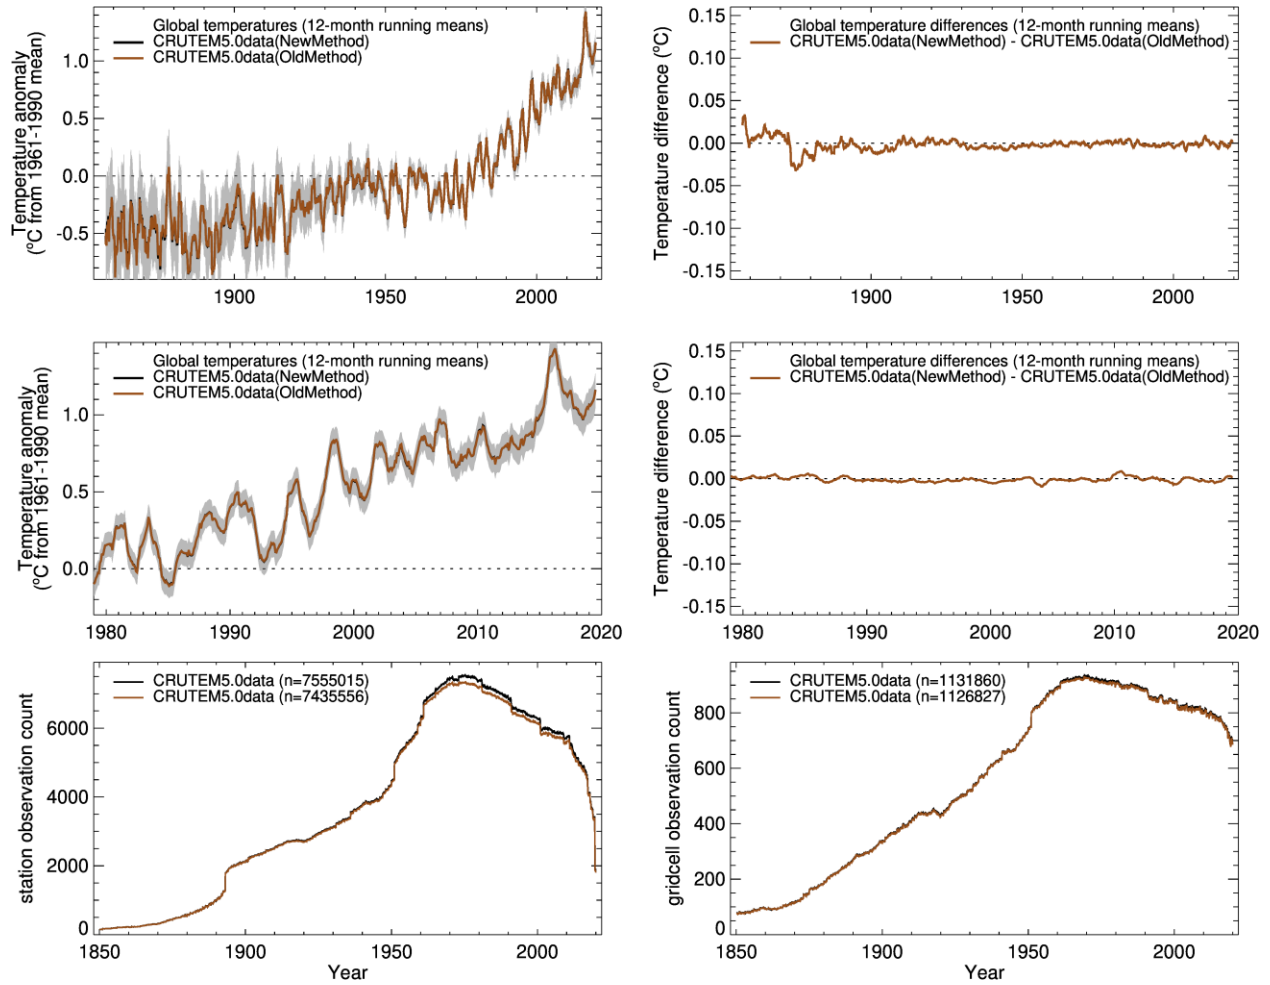 Global temperatures (12-month running means)
CRUTEM5.0data(NewMethod)
CRUTEM5.0data(OldMethod)
Temperature anomaly
(ºC from 1961-1990 mean)
1.0
0.5
0.0
-0.5
1900
1950
2000
Global temperature differences (12-month running means)
CRUTEM5.0data(NewMethod) - CRUTEM5.0data(OldMethod)
Temperature difference (ºC)
0.15
0.10
0.05
0.00
-0.05
-0.10
-0.15
1900
1950
2000
Global temperatures (12-month running means)
CRUTEM5.0data(NewMethod)
CRUTEM5.0data(OldMethod)
Temperature anomaly
(ºC from 1961-1990 mean)
1.0
0.5
0.0
1980
1990
2000
2010
2020
Global temperature differences (12-month running means)
CRUTEM5.0data(NewMethod) - CRUTEM5.0data(OldMethod)
Temperature difference (ºC)
0.15
0.10
0.05
0.00
-0.05
-0.10
-0.15
1980
1990
2000
2010
2020
CRUTEM5.0data (n=7555015)
CRUTEM5.0data (n=7435556)
station observation count
6000
4000
2000
0
1850
1900
1950
2000
Year
CRUTEM5.0data (n=1131860)
CRUTEM5.0data (n=1126827)
gridcell observation count
800
600
400
200
0
1850
1900
1950
2000
Year